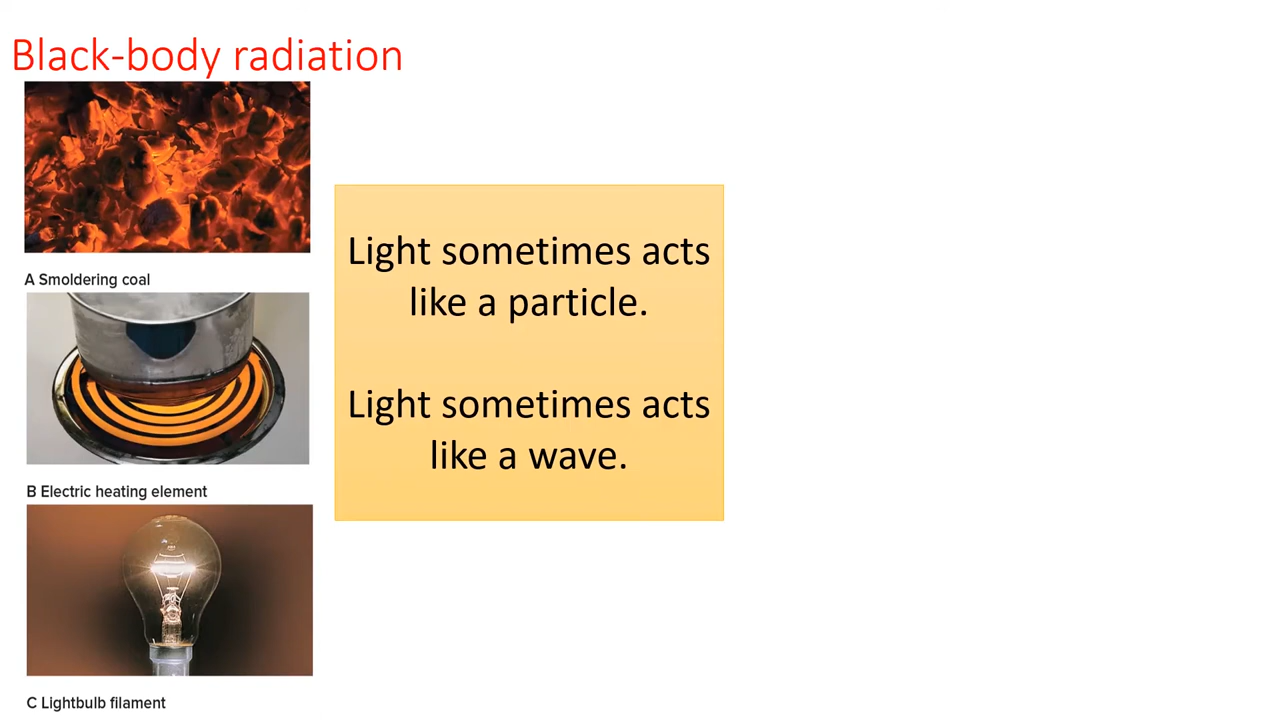 Black-body radiation
A Smoldering coal
B Electric heating element
C Lightbulb filament
Light sometimes acts
like a particle.
Light sometimes acts
like a wave.